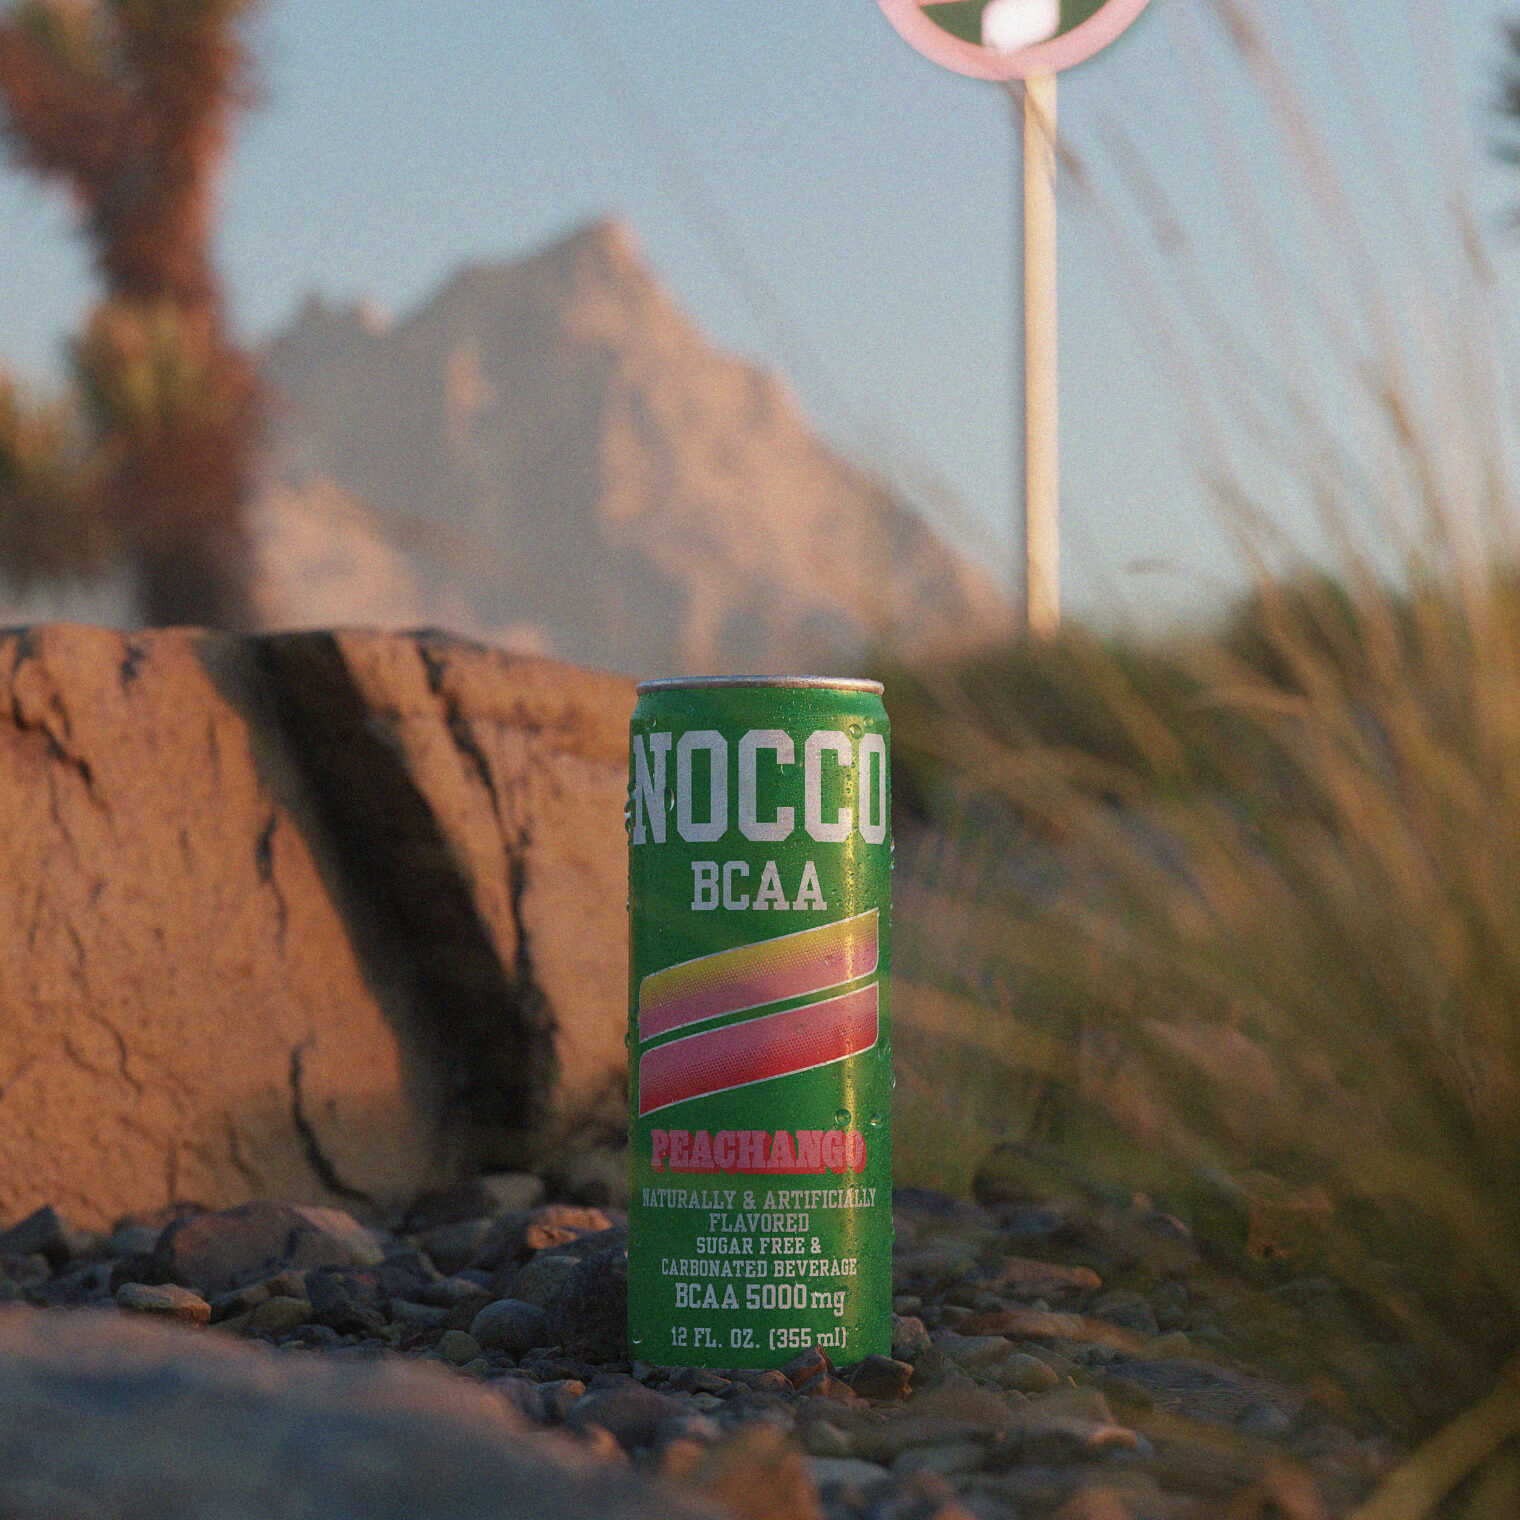 NOCCO
BCAA
PEACHANGO
NATURALLY & ARTIFICIALLY
FLAVORED
SUGAR FREE &
CARBONATED BEVERAGE
BCAA 5000mg
12 FL. OZ. (355 ml)